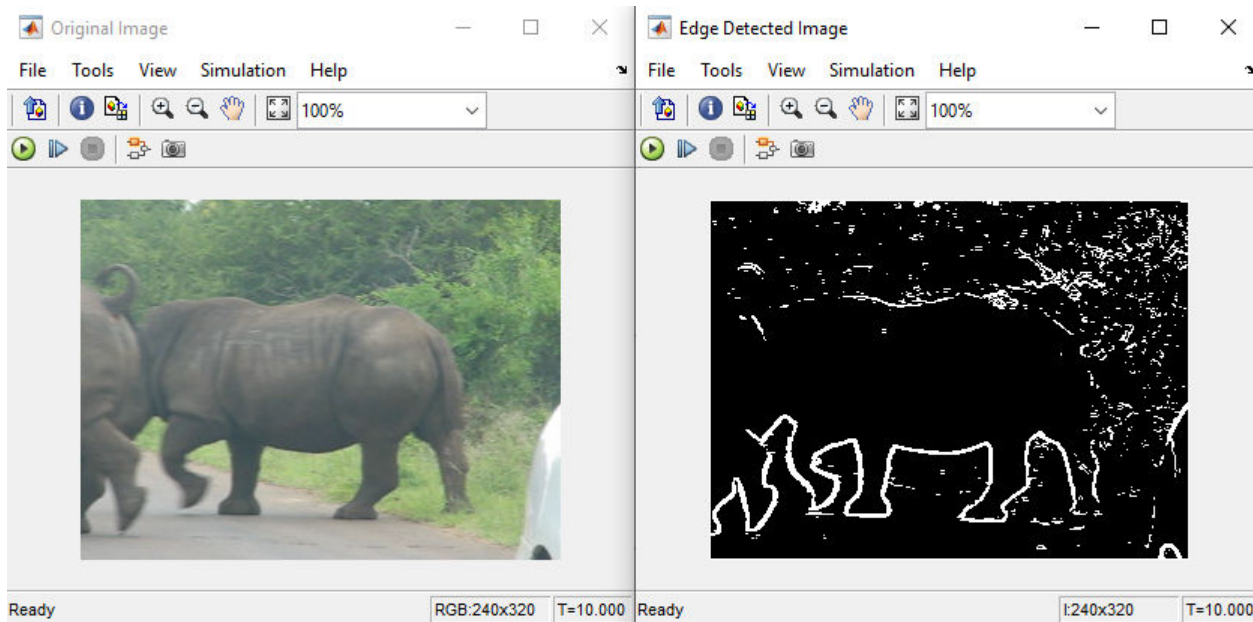 Original Image
File Tools View Simulation Help
100%
Ready RGB:240x320 T=10.000
Edge Detected Image
File Tools View Simulation Help
100%
Ready I:240x320 T=10.000